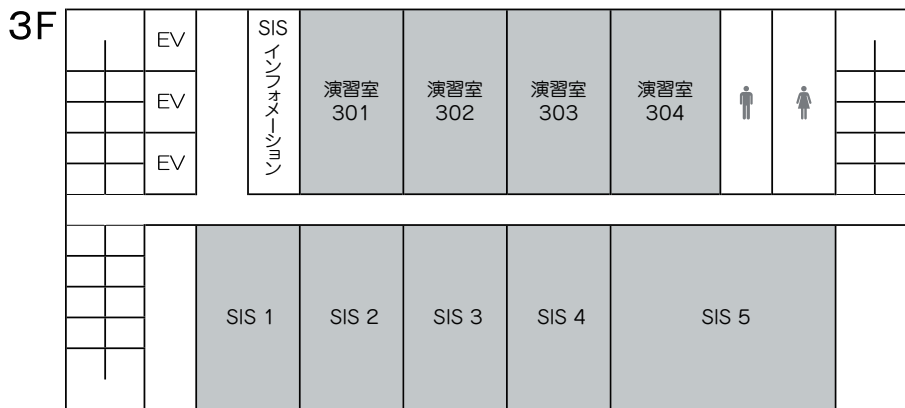 3F
EV
EV
EV
SIS
インフォメーション
演習室
301
演習室
302
演習室
303
演習室
304
SIS 1
SIS 2
SIS 3
SIS 4
SIS 5